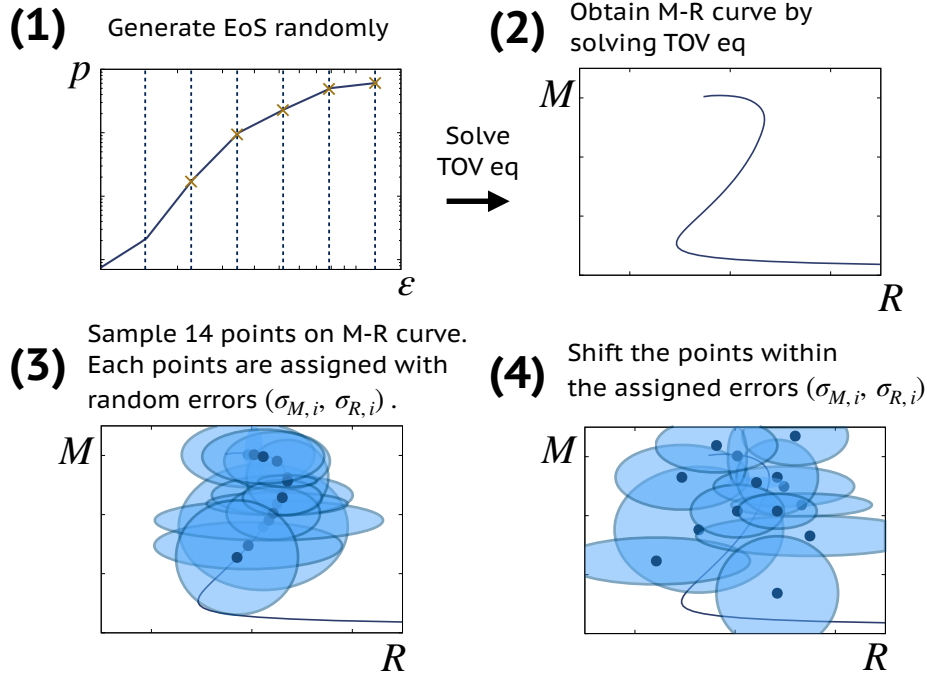 (1)
Generate EoS randomly
p
ε
Solve
TOV eq
(2)
Obtain M-R curve by
solving TOV eq
M
R
(3)
Sample 14 points on M-R curve.
Each points are assigned with
random errors (σM,i, σR,i) .
M
R
(4)
Shift the points within
the assigned errors (σM,i, σR,i)
M
R